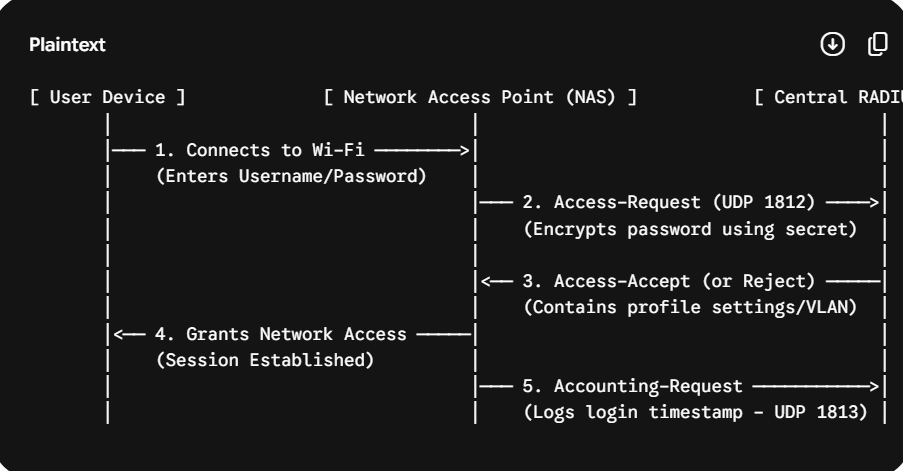 Plaintext
[ User Device ] [ Network Access Point (NAS) ] [ Central
1. Connects to Wi-Fi
(Enters Username/Password)
2. Access-Request (UDP 1812)
(Encrypts password using secret)
3. Access-Accept (or Reject)
(Contains profile settings/VLAN)
4. Grants Network Access
(Session Established)
5. Accounting-Request
(Logs login timestamp - UDP 1813)